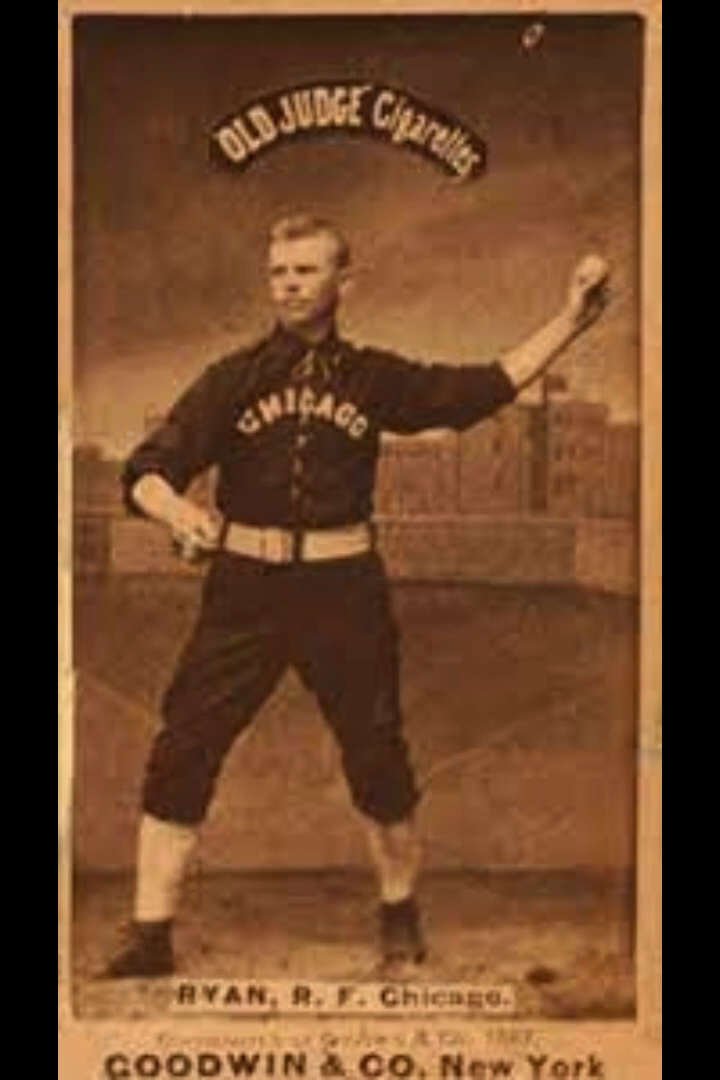 OLD JUDGE Cigarettes
CHICAGO
RYAN, R. F. Chicago.
GOODWIN & CO. New York